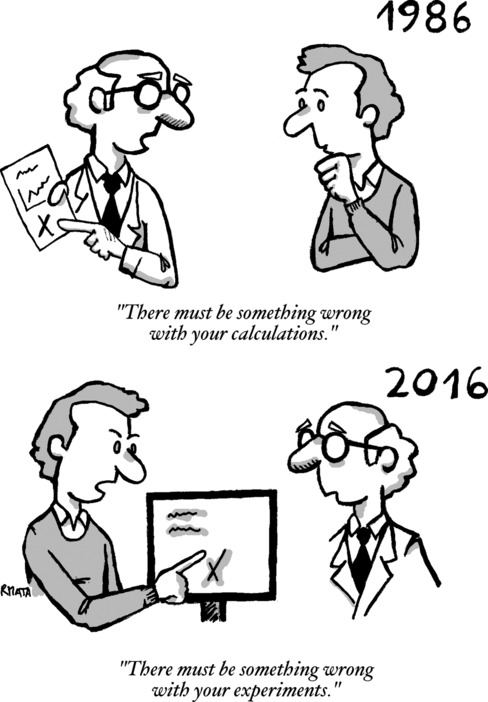 1986
X
"There must be something wrong
with your calculations."
2016
X
RMATA
"There must be something wrong
with your experiments."